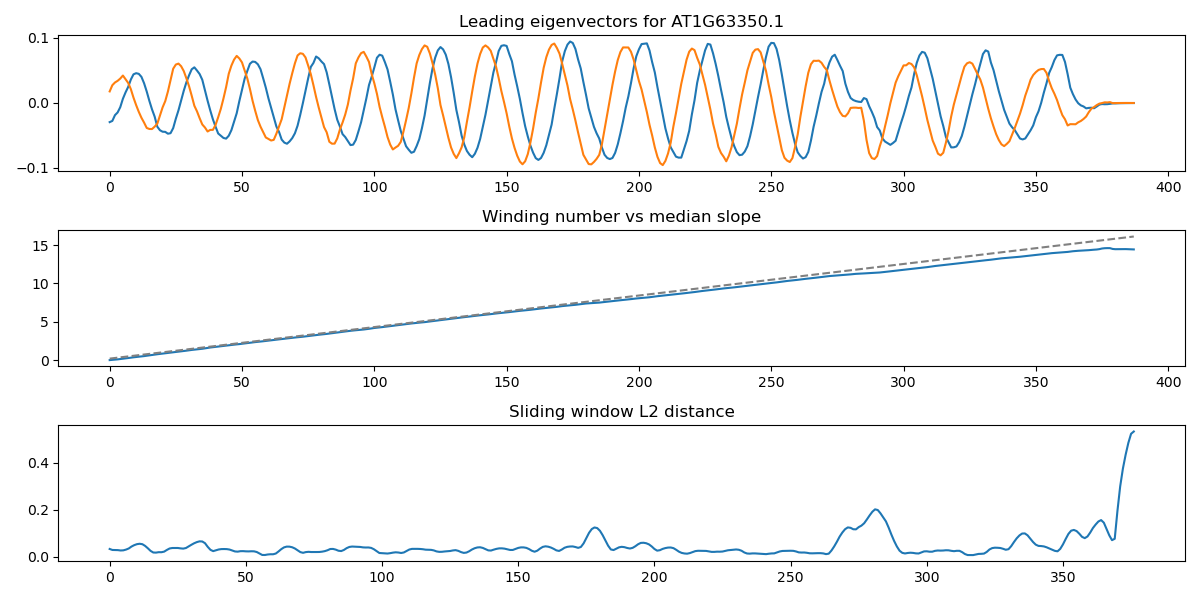 Leading eigenvectors for AT1G63350.1
0.1
0.0
−0.1
0 50 100 150 200 250 300 350 400
Winding number vs median slope
15
10
5
0
0 50 100 150 200 250 300 350 400
Sliding window L2 distance
0.4
0.2
0.0
0 50 100 150 200 250 300 350